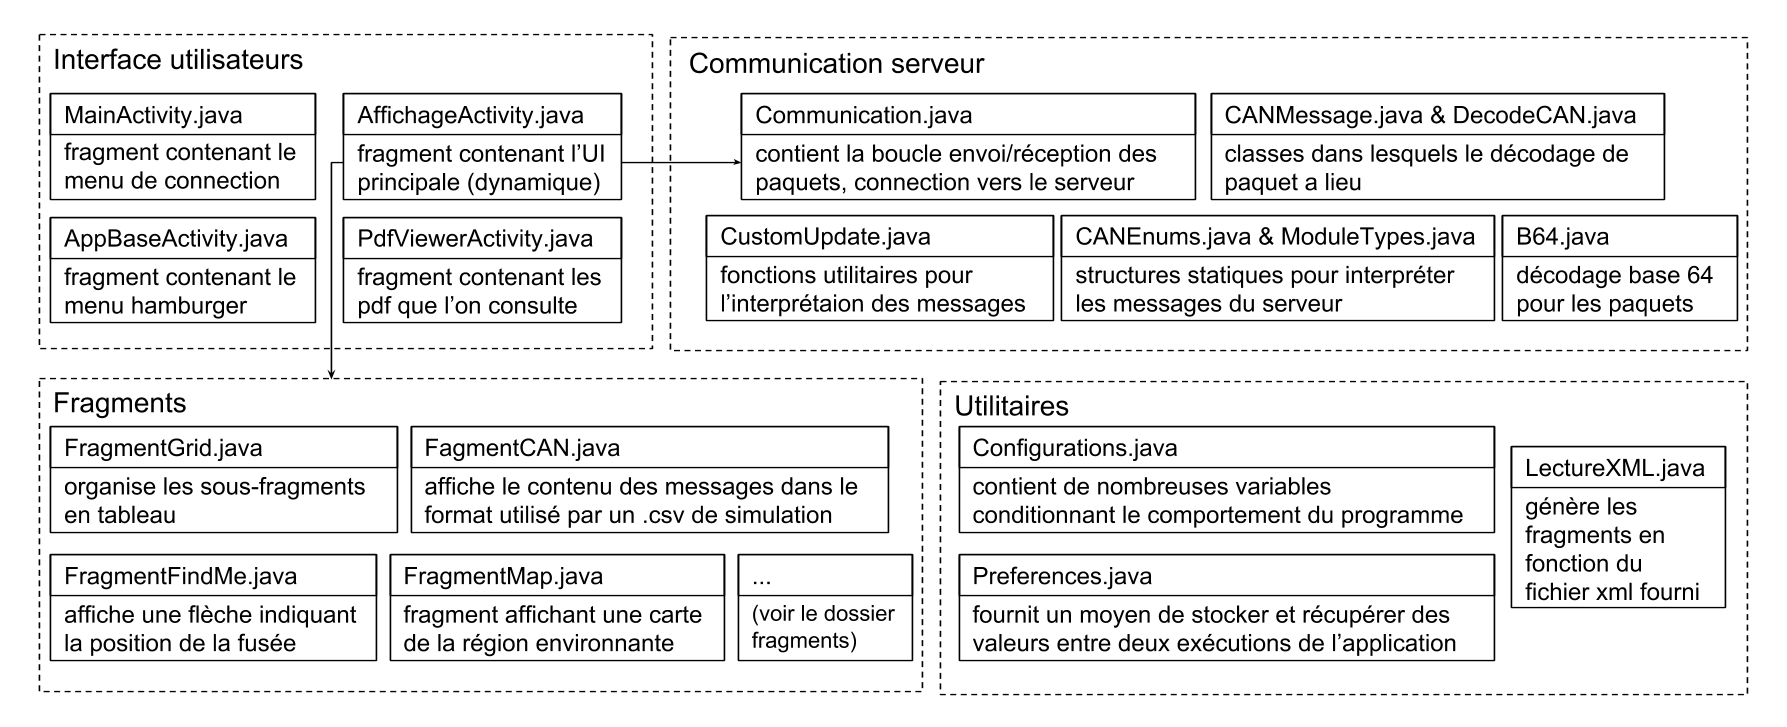 Interface utilisateurs
MainActivity.java
fragment contenant le
menu de connection
AffichageActivity.java
fragment contenant l’UI
principale (dynamique)
AppBaseActivity.java
fragment contenant le
menu hamburger
PdfViewerActivity.java
fragment contenant les
pdf que l’on consulte
Communication serveur
Communication.java
contient la boucle envoi/réception des
paquets, connection vers le serveur
CANMessage.java & DecodeCAN.java
classes dans lesquels le décodage de
paquet a lieu
CustomUpdate.java
fonctions utilitaires pour
l’interprétaion des messages
CANEnums.java & ModuleTypes.java
structures statiques pour interpréter
les messages du serveur
B64.java
décodage base 64
pour les paquets
Fragments
FragmentGrid.java
organise les sous-fragments
en tableau
FagmentCAN.java
affiche le contenu des messages dans le
format utilisé par un .csv de simulation
FragmentFindMe.java
affiche une flèche indiquant
la position de la fusée
FragmentMap.java
fragment affichant une carte
de la région environnante
...
(voir le dossier
fragments)
Utilitaires
Configurations.java
contient de nombreuses variables
conditionnant le comportement du programme
Preferences.java
fournit un moyen de stocker et récupérer des
valeurs entre deux exécutions de l’application
LectureXML.java
génère les
fragments en
fonction du
fichier xml fourni